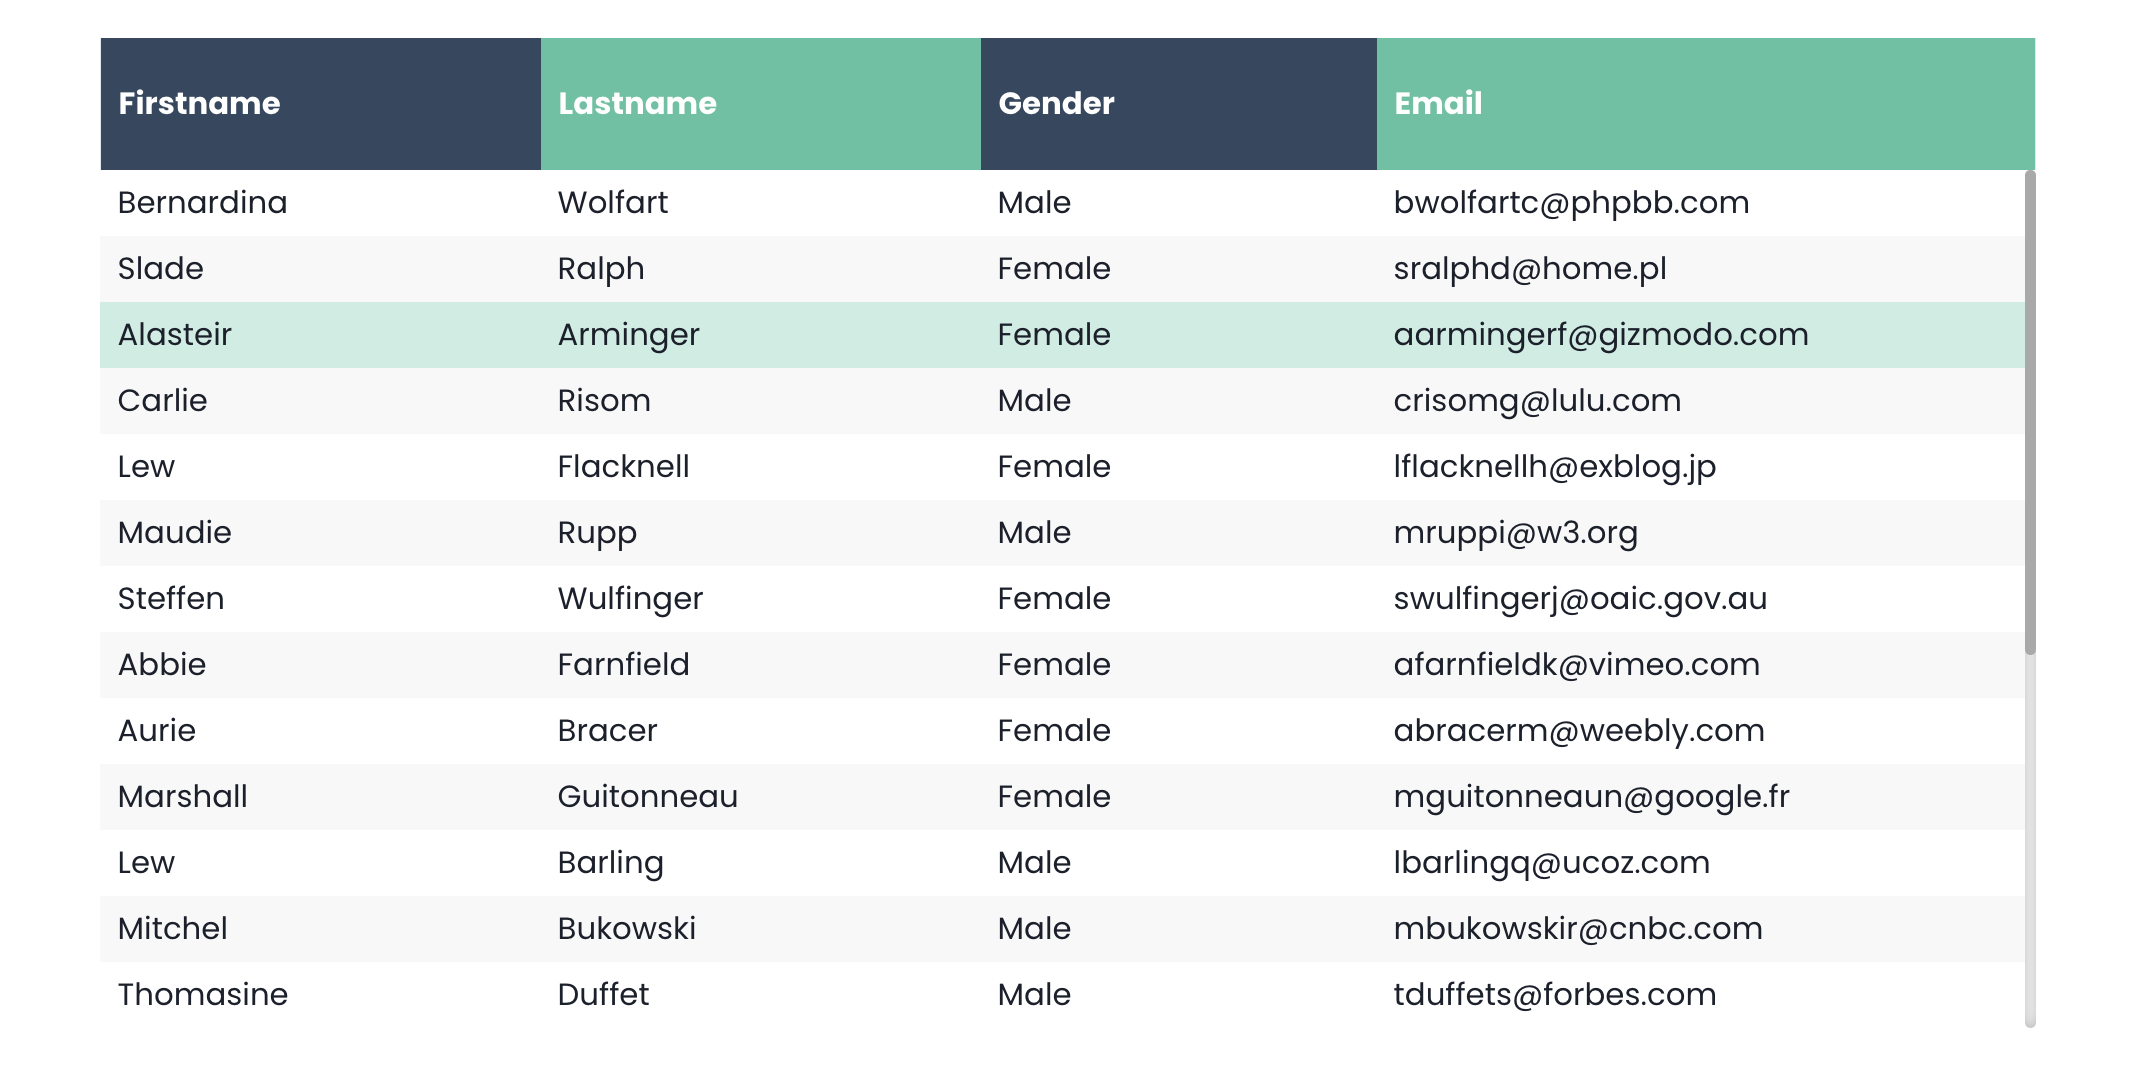 Firstname Lastname Gender Email
Bernardina Wolfart Male bwolfartc@phpbb.com
Slade Ralph Female sralphd@home.pl
Alasteir Arminger Female aarmingerf@gizmodo.com
Carlie Risom Male crisomg@lulu.com
Lew Flacknell Female lflacknellh@exblog.jp
Maudie Rupp Male mruppi@w3.org
Steffen Wulfinger Female swulfingerj@oaic.gov.au
Abbie Farnfield Female afarnfieldk@vimeo.com
Aurie Bracer Female abracerm@weebly.com
Marshall Guitonneau Female mguitonneaun@google.fr
Lew Barling Male lbarlingq@ucoz.com
Mitchel Bukowski Male mbukowskir@cnbc.com
Thomasine Duffet Male tduffets@forbes.com